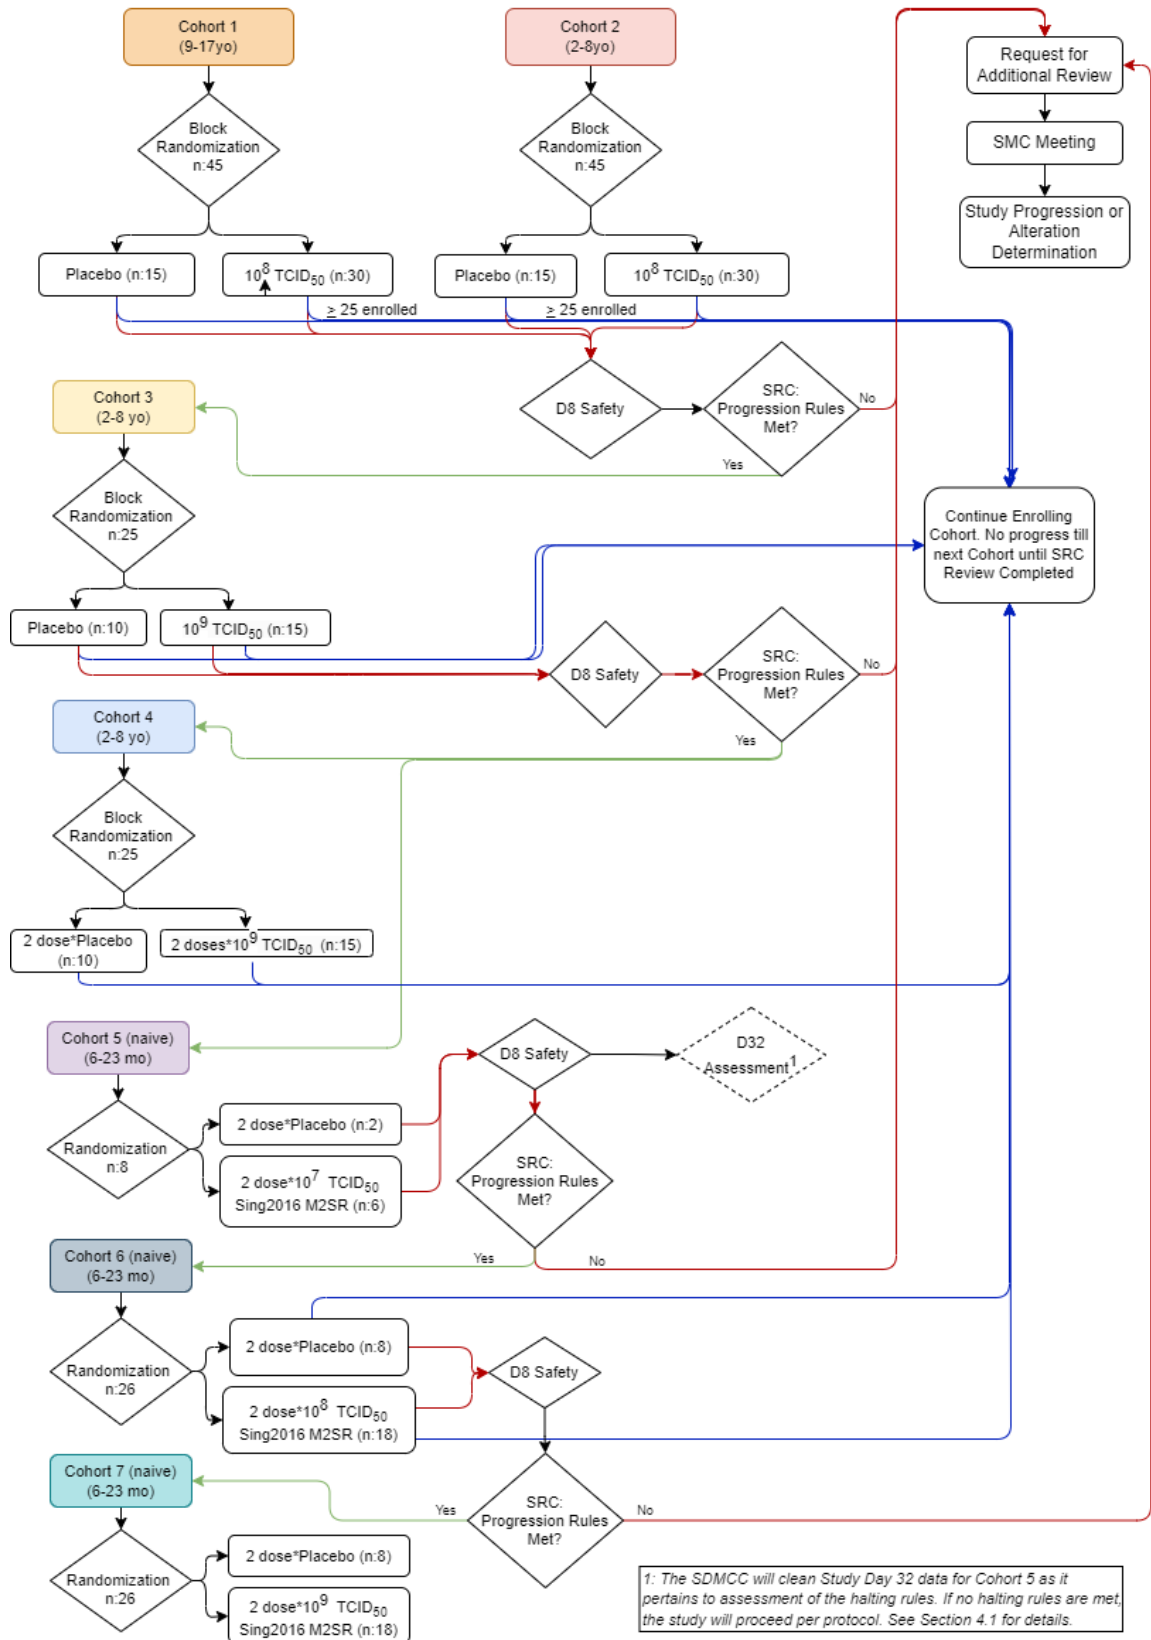 Cohort 1
(9-17yo)
Cohort 2
(2-8yo)
Request for
Additional Review
Block
Randomization
n:45
Block
Randomization
n:45
SMC Meeting
Study Progression or
Alteration
Determination
Placebo (n:15)
10⁸ TCID₅₀ (n:30)
Placebo (n:15)
10⁸ TCID₅₀ (n:30)
≥ 25 enrolled
≥ 25 enrolled
D8 Safety
SRC:
Progression Rules
Met?
No
Yes
Cohort 3
(2-8 yo)
Block
Randomization
n:25
Continue Enrolling
Cohort. No progress till
next Cohort until SRC
Review Completed
Placebo (n:10)
10⁹ TCID₅₀ (n:15)
D8 Safety
SRC:
Progression Rules
Met?
No
Yes
Cohort 4
(2-8 yo)
Block
Randomization
n:25
2 dose*Placebo
(n:10)
2 doses*10⁹ TCID₅₀ (n:15)
Cohort 5 (naive)
(6-23 mo)
D8 Safety
D32
Assessment¹
Randomization
n:8
2 dose*Placebo (n:2)
2 dose*10⁷ TCID₅₀
Sing2016 M2SR (n:6)
SRC:
Progression Rules
Met?
Yes
No
Cohort 6 (naive)
(6-23 mo)
Randomization
n:26
2 dose*Placebo (n:8)
2 dose*10⁸ TCID₅₀
Sing2016 M2SR (n:18)
D8 Safety
SRC:
Progression Rules
Met?
Yes
No
Cohort 7 (naive)
(6-23 mo)
Randomization
n:26
2 dose*Placebo (n:8)
2 dose*10⁹ TCID₅₀
Sing2016 M2SR (n:18)
1: The SDMCC will clean Study Day 32 data for Cohort 5 as it
pertains to assessment of the halting rules. If no halting rules are met,
the study will proceed per protocol. See Section 4.1 for details.